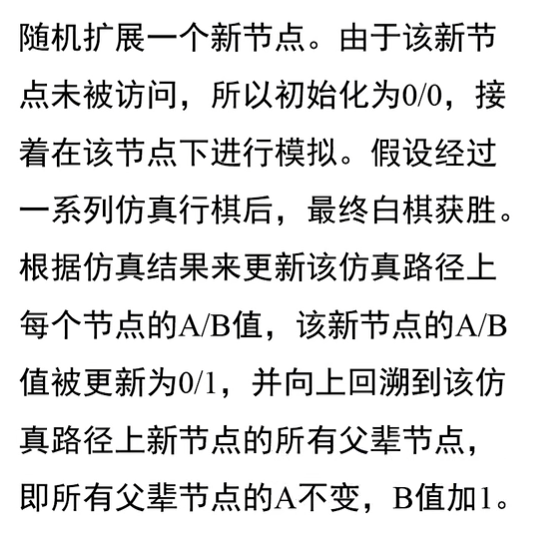 随机扩展一个新节点。由于该新节
点未被访问，所以初始化为0/0，接
着在该节点下进行模拟。假设经过
一系列仿真行棋后，最终白棋获胜。
根据仿真结果来更新该仿真路径上
每个节点的A/B值，该新节点的A/B
值被更新为0/1，并向上回溯到该仿
真路径上新节点的所有父辈节点，
即所有父辈节点的A不变，B值加1。